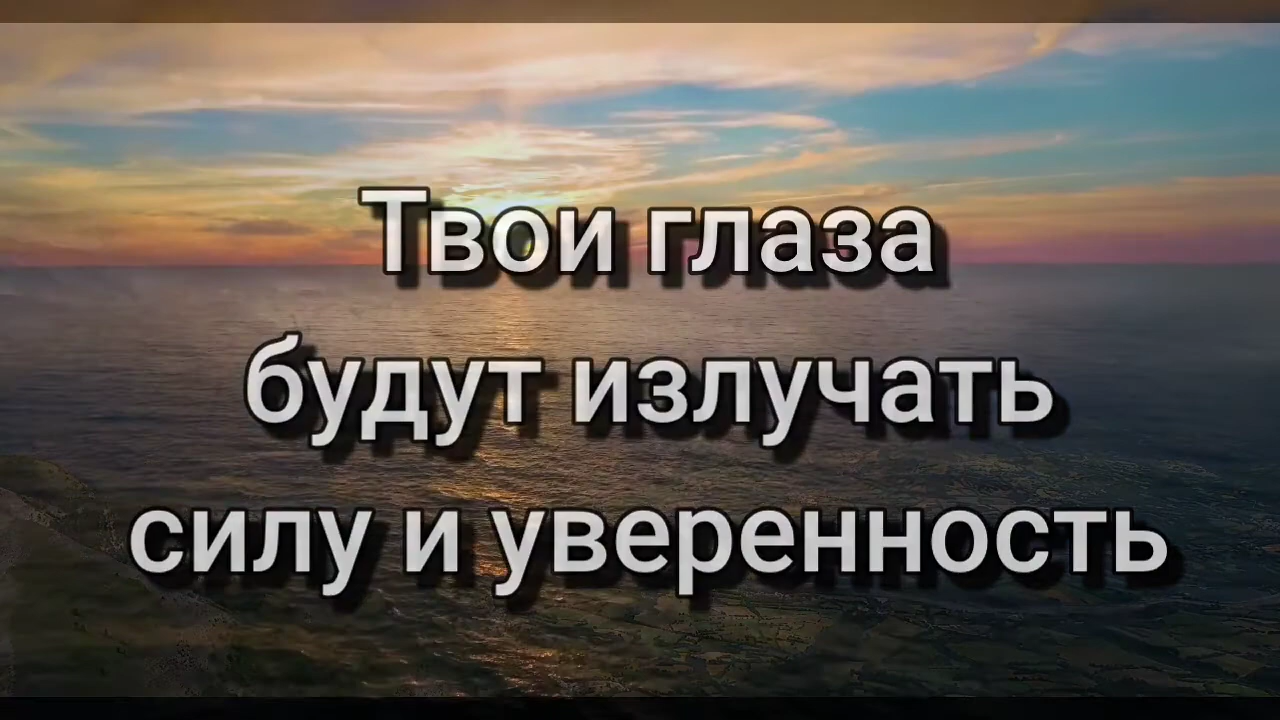 Твои глаза
будут излучать
силу и уверенность